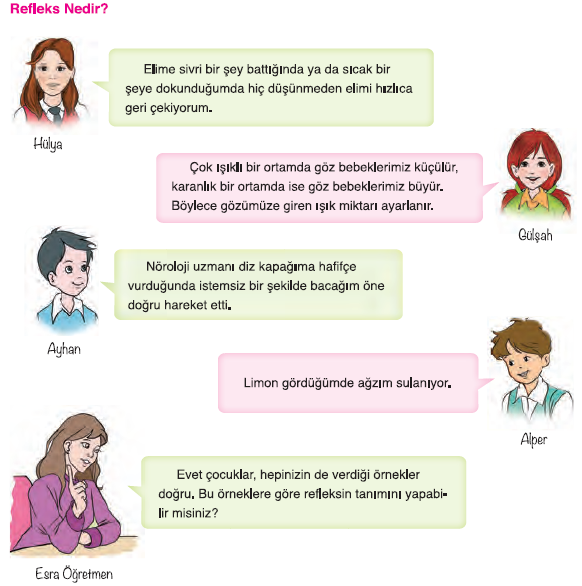 Refleks Nedir?
Elime sivri bir şey battığında ya da sıcak bir
şeye dokunduğumda hiç düşünmeden elimi hızlıca
geri çekiyorum.
Hülya
Çok ışıklı bir ortamda göz bebeklerimiz küçülür,
karanlık bir ortamda ise göz bebeklerimiz büyür.
Böylece gözümüze giren ışık miktarı ayarlanır.
Gülşah
Nöroloji uzmanı diz kapağıma hafifçe
vurduğunda istemsiz bir şekilde bacağım öne
doğru hareket etti.
Ayhan
Limon gördüğümde ağzım sulanıyor.
Alper
Evet çocuklar, hepinizin de verdiği örnekler
doğru. Bu örneklere göre refleksin tanımını yapabi-
lir misiniz?
Esra Öğretmen